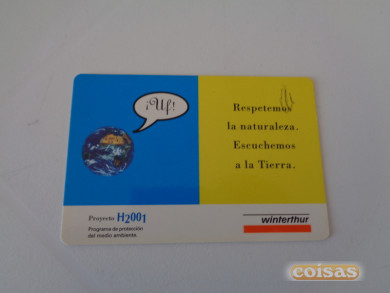 ¡Uf!
Respetemos
la naturaleza.
Escuchemos
a la Tierra.
Proyecto H2001
Programa de protección
del medio ambiente
winterthur
coisas